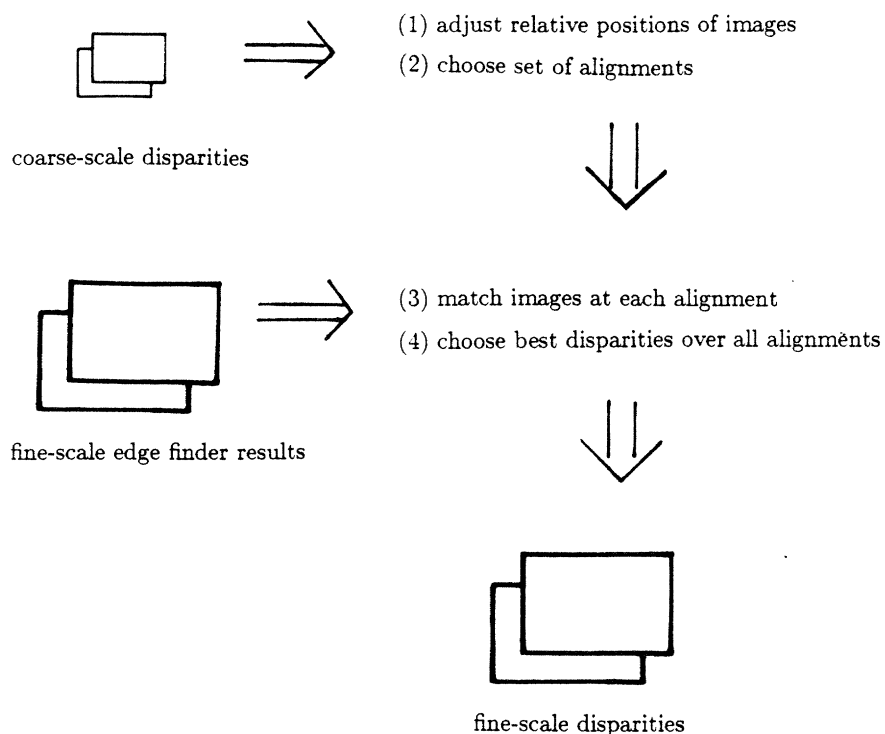 (1) adjust relative positions of images
(2) choose set of alignments
coarse-scale disparities
(3) match images at each alignment
(4) choose best disparities over all alignments
fine-scale edge finder results
fine-scale disparities